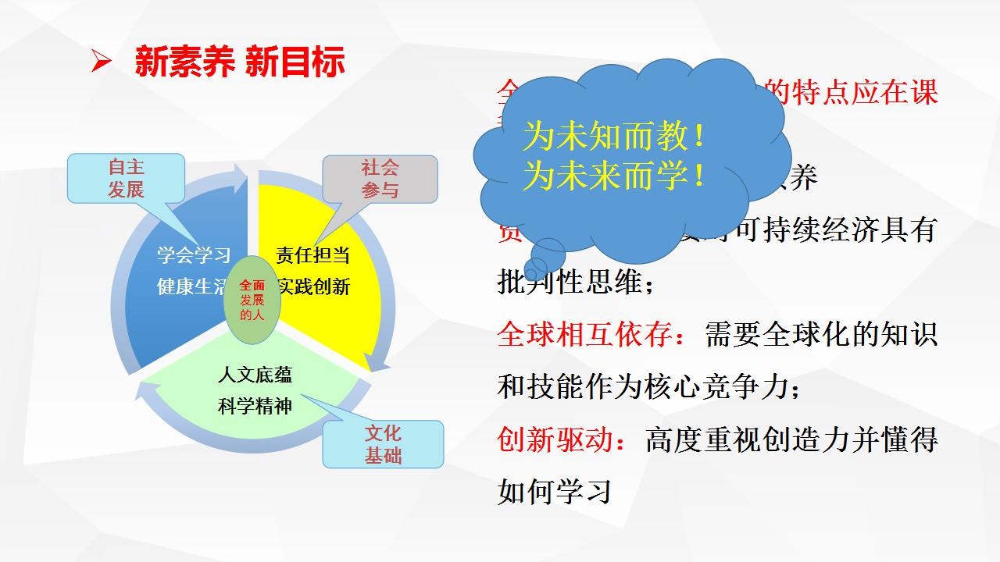 新素养 新目标
自主
发展
社会
参与
学会学习
健康生活
责任担当
实践创新
全面
发展
的人
人文底蕴
科学精神
文化
基础
为未知而教！
为未来而学！
的特点应在课
养
可持续经济具有
批判性思维；
全球相互依存：需要全球化的知识
和技能作为核心竞争力；
创新驱动：高度重视创造力并懂得
如何学习